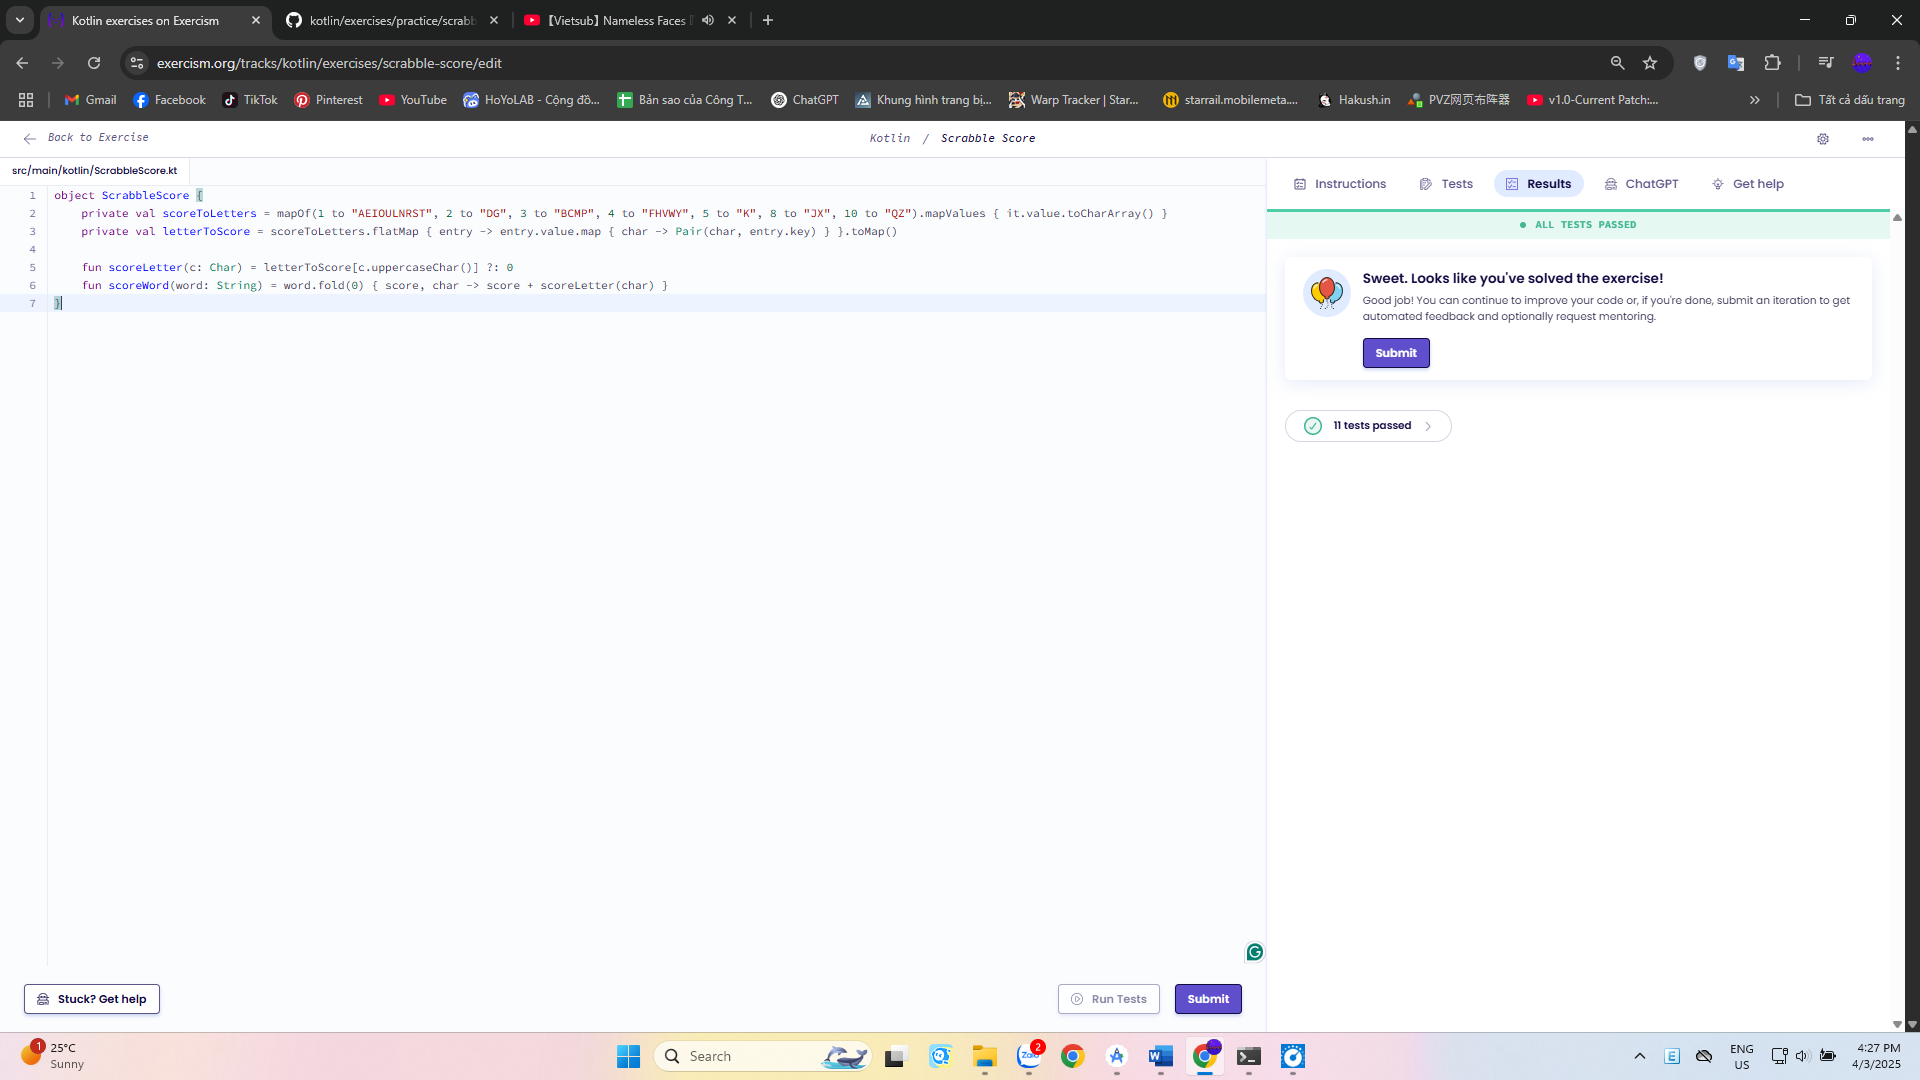 Kotlin exercises on Exercism
kotlin/exercises/practice/scrabb
【Vietsub】Nameless Faces
exercism.org/tracks/kotlin/exercises/scrabble-score/edit
Gmail
Facebook
TikTok
Pinterest
YouTube
HoYoLAB - Cộng đồ...
Bản sao của Công T...
ChatGPT
Khung hình trang bị...
Warp Tracker | Star...
starrail.mobilemeta....
Hakush.in
PVZ网页布阵器
v1.0-Current Patch:...
Tất cả dấu trang
Back to Exercise
Kotlin / Scrabble Score
src/main/kotlin/ScrabbleScore.kt
1 object ScrabbleScore {
2 private val scoreToLetters = mapOf(1 to "AEIOULNRST", 2 to "DG", 3 to "BCMP", 4 to "FHVWY", 5 to "K", 8 to "JX", 10 to "QZ").mapValues { it.value.toCharArray() }
3 private val letterToScore = scoreToLetters.flatMap { entry -> entry.value.map { char -> Pair(char, entry.key) } }.toMap()
4
5 fun scoreLetter(c: Char) = letterToScore[c.uppercaseChar()] ?: 0
6 fun scoreWord(word: String) = word.fold(0) { score, char -> score + scoreLetter(char) }
7 }
Instructions
Tests
Results
ChatGPT
Get help
ALL TESTS PASSED
Sweet. Looks like you've solved the exercise!
Good job! You can continue to improve your code or, if you're done, submit an iteration to get
automated feedback and optionally request mentoring.
Submit
11 tests passed
Stuck? Get help
Run Tests
Submit
1
25°C
Sunny
Search
Zalo
2
ENG
US
4:27 PM
4/3/2025